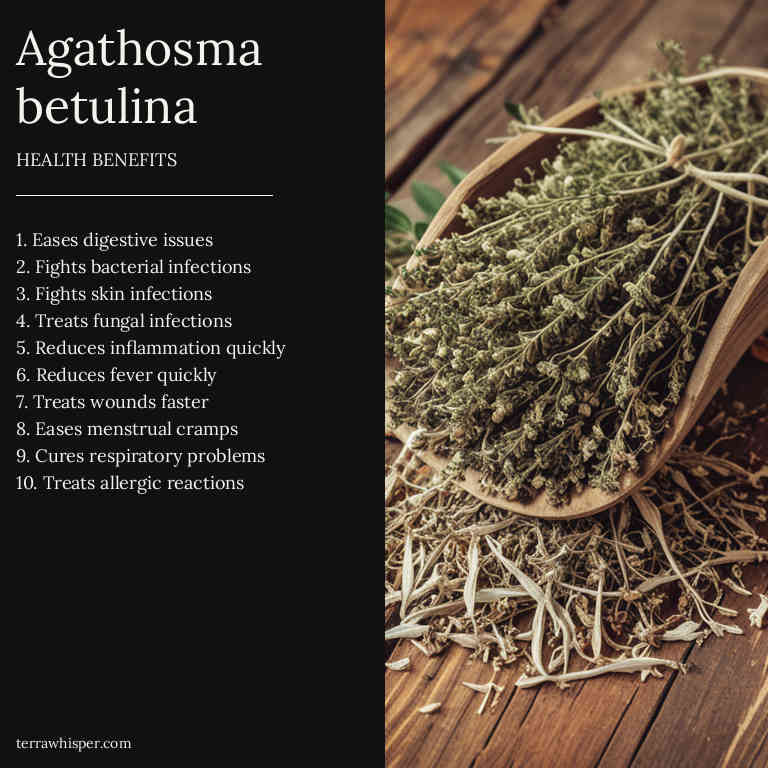 Agathosma
betulina
HEALTH BENEFITS
1. Eases digestive issues
2. Fights bacterial infections
3. Fights skin infections
4. Treats fungal infections
5. Reduces inflammation quickly
6. Reduces fever quickly
7. Treats wounds faster
8. Eases menstrual cramps
9. Cures respiratory problems
10. Treats allergic reactions
terrawhisper.com